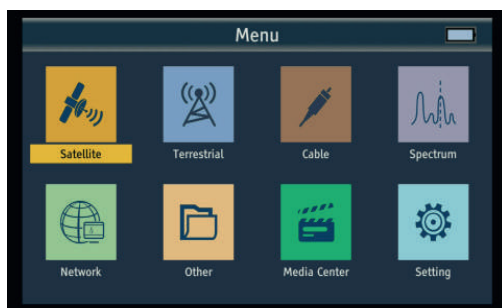 Menu
Satellite
Terrestrial
Cable
Spectrum
Network
Other
Media Center
Setting